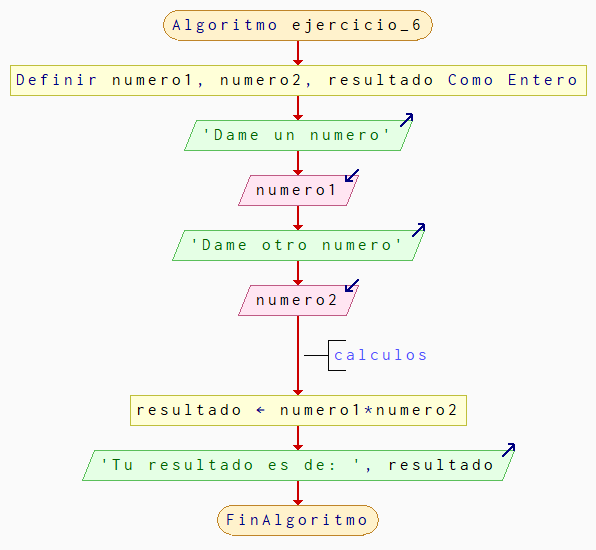 Algoritmo ejercicio_6
Definir numero1, numero2, resultado Como Entero
'Dame un numero'
numero1
'Dame otro numero'
numero2
calculos
resultado ← numero1*numero2
'Tu resultado es de: ', resultado
FinAlgoritmo